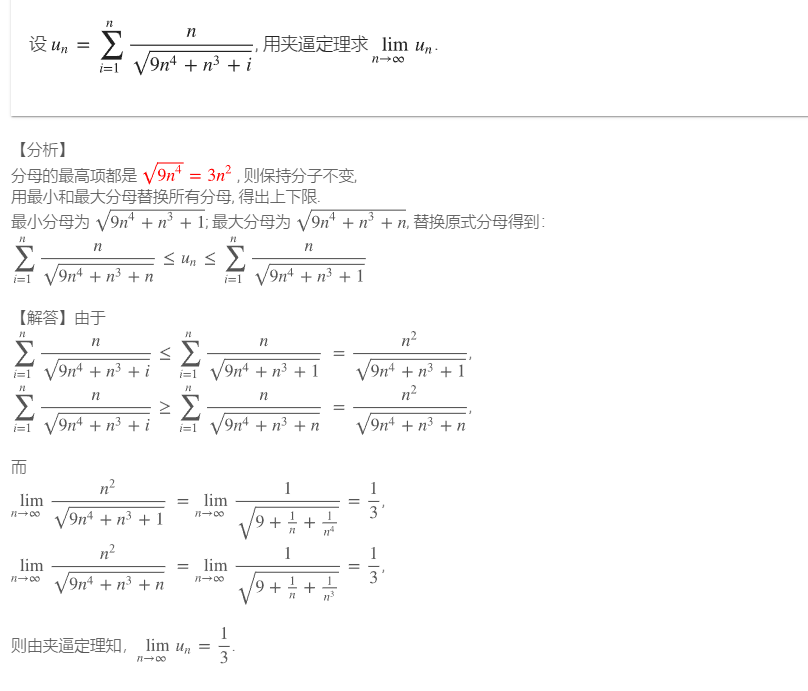 设 $u_n = \sum_{i=1}^{n} \frac{n}{\sqrt{9n^4 + n^3 + i}}$, 用夹逼定理求 $\lim_{n \to \infty} u_n$.
【分析】
分母的最高项都是 $\sqrt{9n^4} = 3n^2$ , 则保持分子不变,
用最小和最大分母替换所有分母, 得出上下限.
最小分母为 $\sqrt{9n^4 + n^3 + 1}$; 最大分母为 $\sqrt{9n^4 + n^3 + n}$, 替换原式分母得到:
$\sum_{i=1}^{n} \frac{n}{\sqrt{9n^4 + n^3 + n}} \leq u_n \leq \sum_{i=1}^{n} \frac{n}{\sqrt{9n^4 + n^3 + 1}}$
【解答】由于
$\sum_{i=1}^{n} \frac{n}{\sqrt{9n^4 + n^3 + i}} \leq \sum_{i=1}^{n} \frac{n}{\sqrt{9n^4 + n^3 + 1}} = \frac{n^2}{\sqrt{9n^4 + n^3 + 1}}$,
$\sum_{i=1}^{n} \frac{n}{\sqrt{9n^4 + n^3 + i}} \geq \sum_{i=1}^{n} \frac{n}{\sqrt{9n^4 + n^3 + n}} = \frac{n^2}{\sqrt{9n^4 + n^3 + n}}$,
而
$\lim_{n \to \infty} \frac{n^2}{\sqrt{9n^4 + n^3 + 1}} = \lim_{n \to \infty} \frac{1}{\sqrt{9 + \frac{1}{n} + \frac{1}{n^4}}} = \frac{1}{3}$,
$\lim_{n \to \infty} \frac{n^2}{\sqrt{9n^4 + n^3 + n}} = \lim_{n \to \infty} \frac{1}{\sqrt{9 + \frac{1}{n} + \frac{1}{n^3}}} = \frac{1}{3}$,
则由夹逼定理知, $\lim_{n \to \infty} u_n = \frac{1}{3}$.